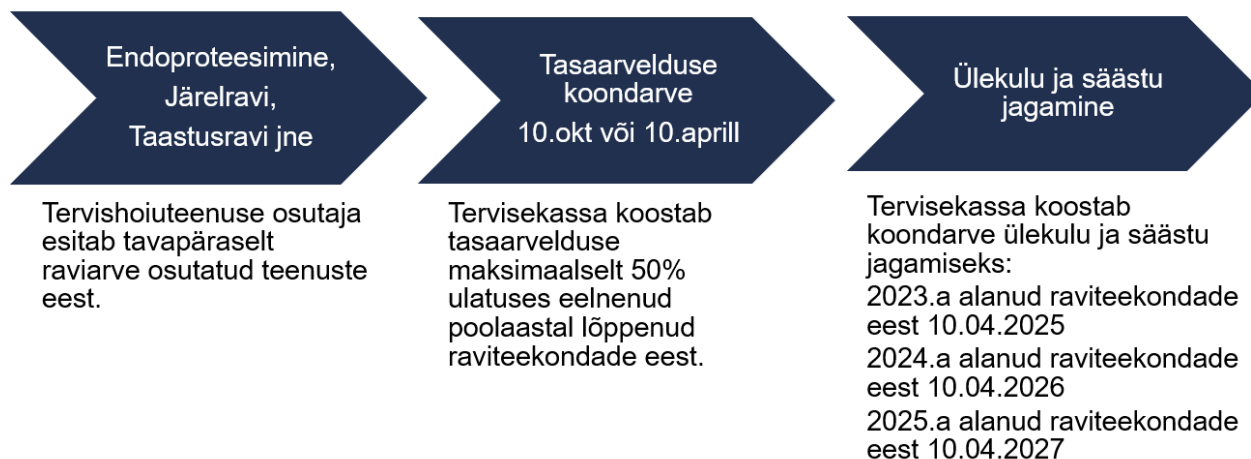 Endoproteesimine,
Järelravi,
Taastusravi jne
Tervishoiuteenuse osutaja
esitab tavapäraselt
raviarve osutatud teenuste
eest.
Tasaarvelduse
koondarve
10.okt või 10.aprill
Tervisekassa koostab
tasaarvelduse
maksimaalselt 50%
ulatuses eelnenud
poolaastal lõppenud
raviteekondade eest.
Ülekulu ja säästu
jagamine
Tervisekassa koostab
koondarve ülekulu ja säästu
jagamiseks:
2023.a alanud raviteekondade
eest 10.04.2025
2024.a alanud raviteekondade
eest 10.04.2026
2025.a alanud raviteekondade
eest 10.04.2027